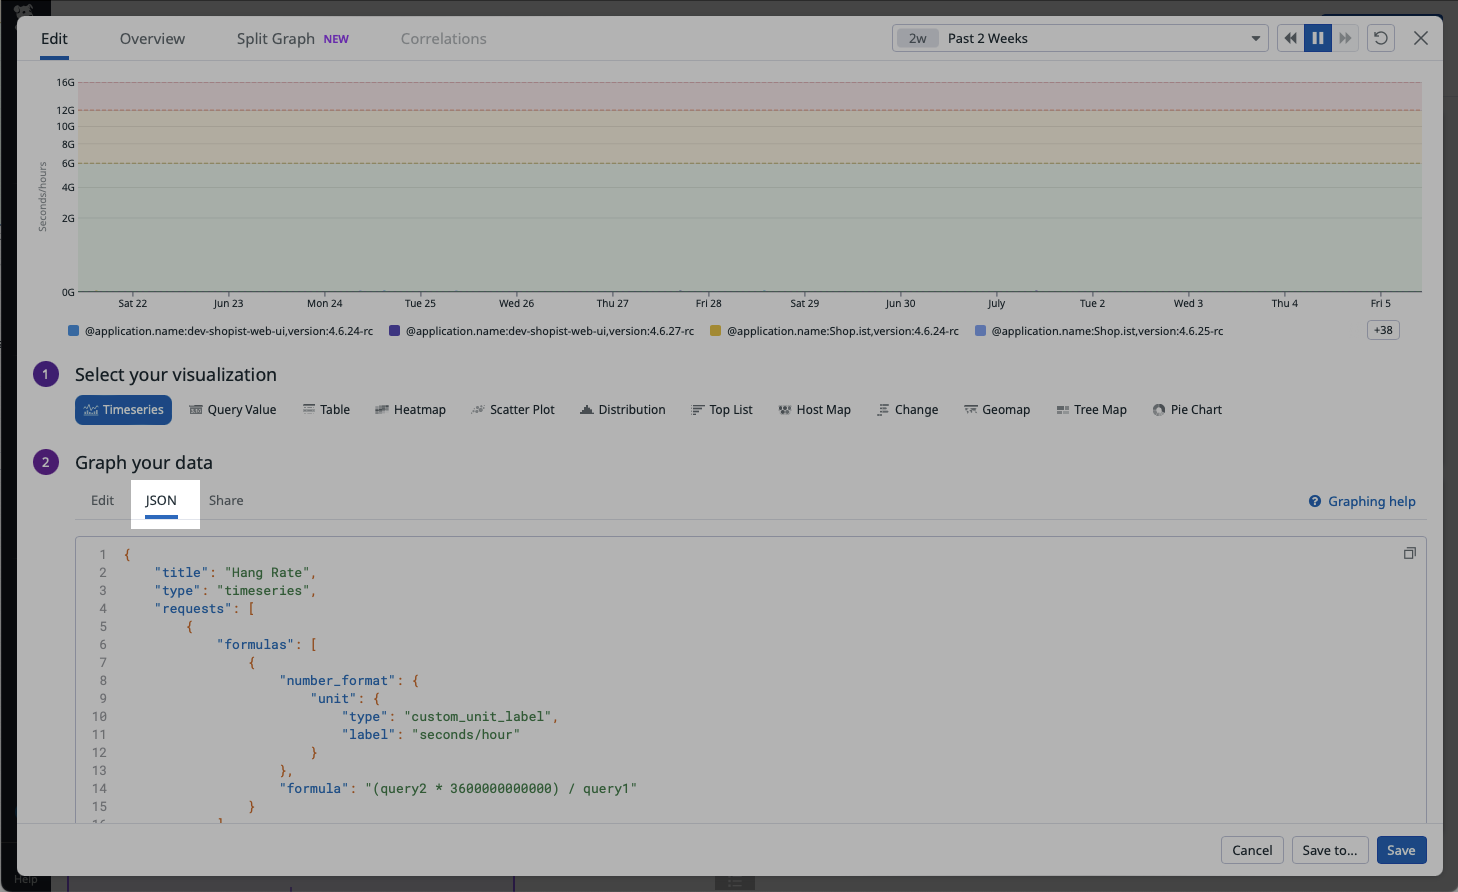 Edit Overview Split Graph NEW Correlations 2w Past 2 Weeks
16G
12G
10G
8G
6G
4G
2G
0G
Seconds/hours
Sat 22 Jun 23 Mon 24 Tue 25 Wed 26 Thu 27 Fri 28 Sat 29 Jun 30 July Tue 2 Wed 3 Thu 4 Fri 5
@application.name:dev-shopist-web-ui,version:4.6.24-rc @application.name:dev-shopist-web-ui,version:4.6.27-rc @application.name:Shop.ist,version:4.6.24-rc @application.name:Shop.ist,version:4.6.25-rc +38
1 Select your visualization
Timeseries Query Value Table Heatmap Scatter Plot Distribution Top List Host Map Change Geomap Tree Map Pie Chart
2 Graph your data
Edit JSON Share Graphing help
1 {
2 "title": "Hang Rate",
3 "type": "timeseries",
4 "requests": [
5 {
6 "formulas": [
7 {
8 "number_format": {
9 "unit": {
10 "type": "custom_unit_label",
11 "label": "seconds/hour"
12 }
13 },
14 "formula": "(query2 * 3600000000000) / query1"
15 }
16 ]
Cancel Save to... Save
Help